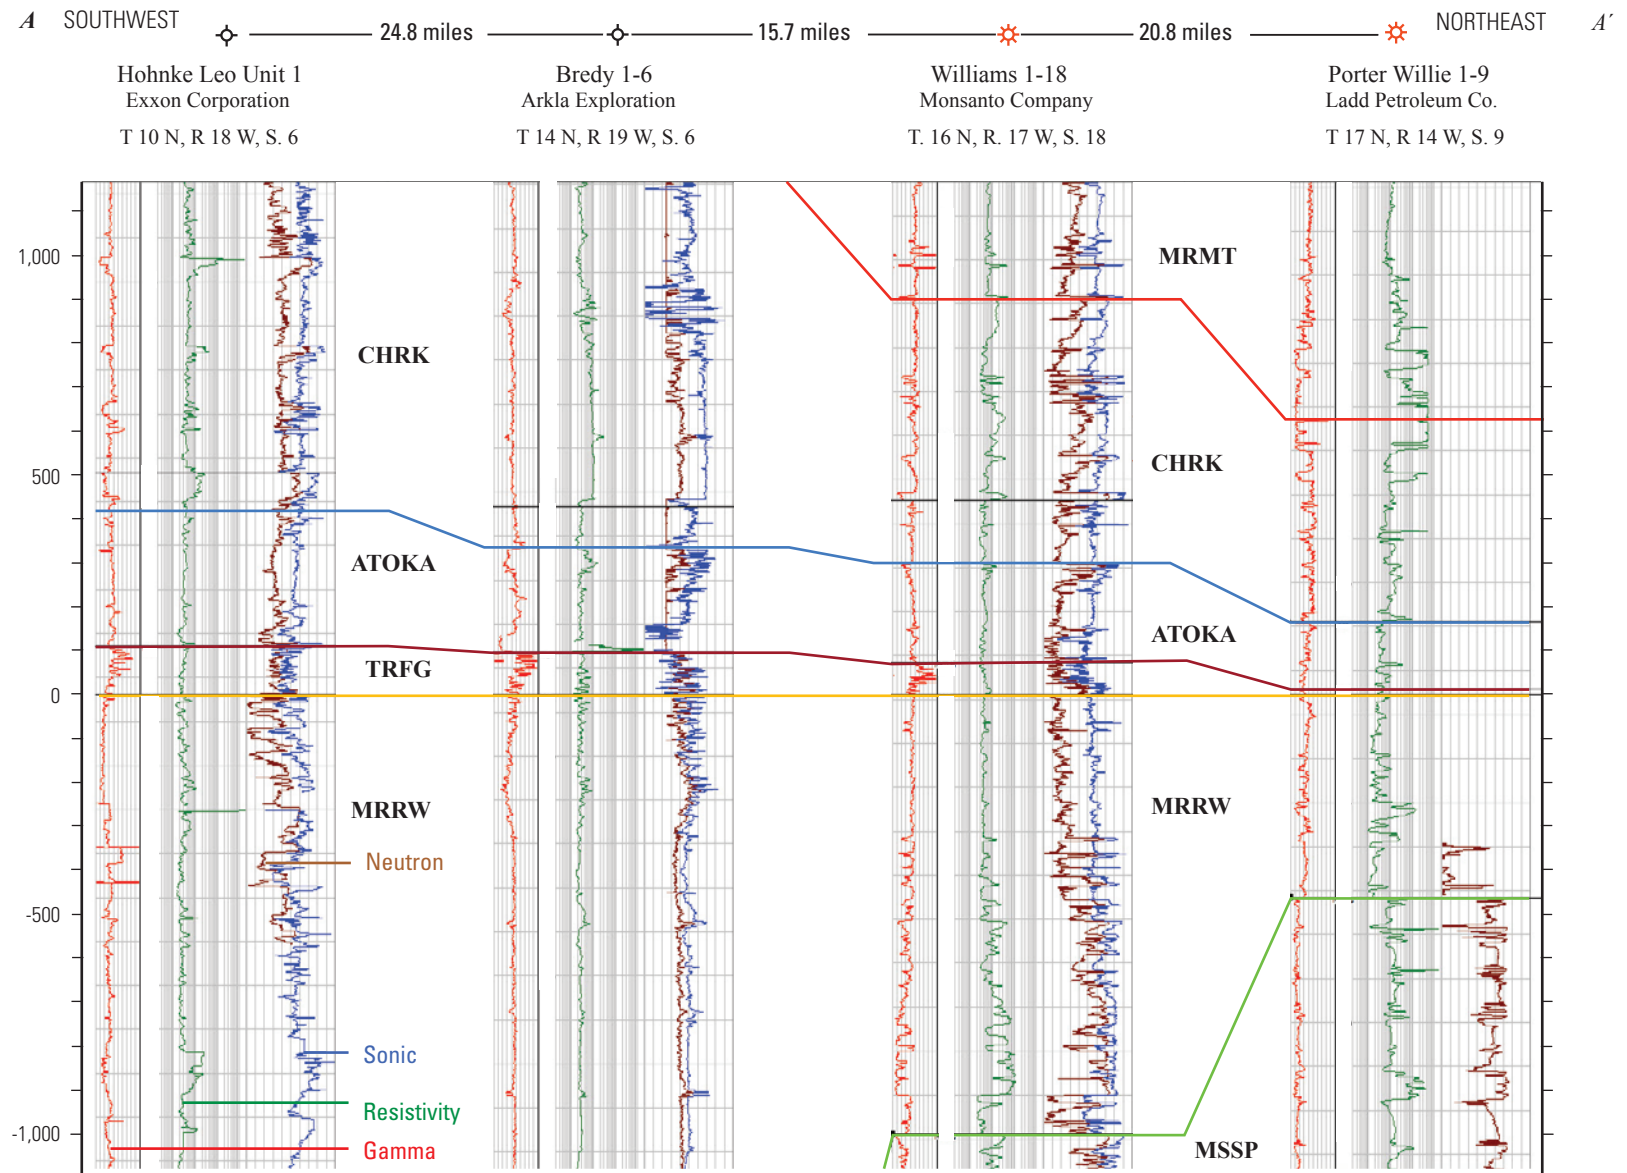 A SOUTHWEST
24.8 miles
15.7 miles
20.8 miles
NORTHEAST A′
Hohnke Leo Unit 1
Exxon Corporation
T 10 N, R 18 W, S. 6
Bredy 1-6
Arkla Exploration
T 14 N, R 19 W, S. 6
Williams 1-18
Monsanto Company
T. 16 N, R. 17 W, S. 18
Porter Willie 1-9
Ladd Petroleum Co.
T 17 N, R 14 W, S. 9
1,000
500
0
-500
-1,000
CHRK
ATOKA
TRFG
MRRW
Neutron
Sonic
Resistivity
Gamma
MRMT
CHRK
ATOKA
MRRW
MSSP